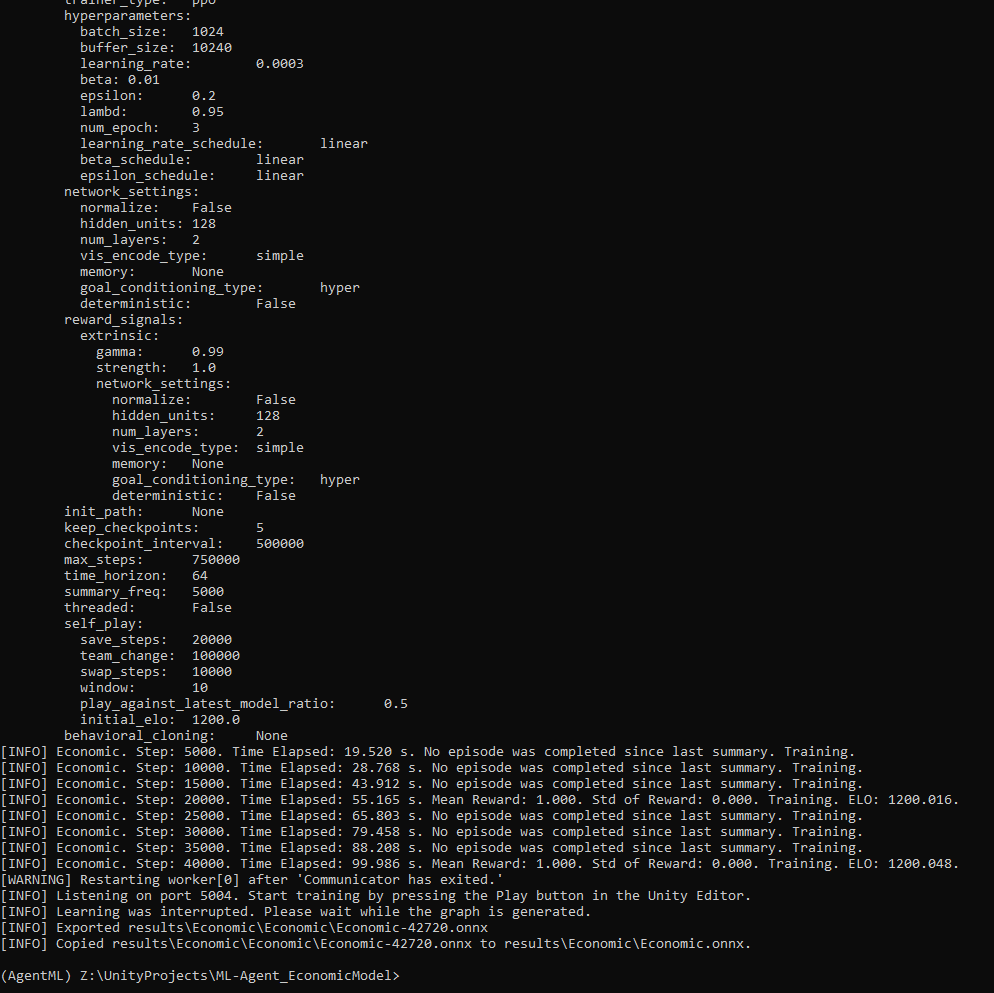 trainer_type: ppo
hyperparameters:
batch_size: 1024
buffer_size: 10240
learning_rate: 0.0003
beta: 0.01
epsilon: 0.2
lambd: 0.95
num_epoch: 3
learning_rate_schedule: linear
beta_schedule: linear
epsilon_schedule: linear
network_settings:
normalize: False
hidden_units: 128
num_layers: 2
vis_encode_type: simple
memory: None
goal_conditioning_type: hyper
deterministic: False
reward_signals:
extrinsic:
gamma: 0.99
strength: 1.0
network_settings:
normalize: False
hidden_units: 128
num_layers: 2
vis_encode_type: simple
memory: None
goal_conditioning_type: hyper
deterministic: False
init_path: None
keep_checkpoints: 5
checkpoint_interval: 500000
max_steps: 750000
time_horizon: 64
summary_freq: 5000
threaded: False
self_play:
save_steps: 20000
team_change: 100000
swap_steps: 10000
window: 10
play_against_latest_model_ratio: 0.5
initial_elo: 1200.0
behavioral_cloning: None
[INFO] Economic. Step: 5000. Time Elapsed: 19.520 s. No episode was completed since last summary. Training.
[INFO] Economic. Step: 10000. Time Elapsed: 28.768 s. No episode was completed since last summary. Training.
[INFO] Economic. Step: 15000. Time Elapsed: 43.912 s. No episode was completed since last summary. Training.
[INFO] Economic. Step: 20000. Time Elapsed: 55.165 s. Mean Reward: 1.000. Std of Reward: 0.000. Training. ELO: 1200.016.
[INFO] Economic. Step: 25000. Time Elapsed: 65.803 s. No episode was completed since last summary. Training.
[INFO] Economic. Step: 30000. Time Elapsed: 79.458 s. No episode was completed since last summary. Training.
[INFO] Economic. Step: 35000. Time Elapsed: 88.208 s. No episode was completed since last summary. Training.
[INFO] Economic. Step: 40000. Time Elapsed: 99.986 s. Mean Reward: 1.000. Std of Reward: 0.000. Training. ELO: 1200.048.
[WARNING] Restarting worker[0] after 'Communicator has exited.'
[INFO] Listening on port 5004. Start training by pressing the Play button in the Unity Editor.
[INFO] Learning was interrupted. Please wait while the graph is generated.
[INFO] Exported results\Economic\Economic\Economic-42720.onnx
[INFO] Copied results\Economic\Economic\Economic-42720.onnx to results\Economic\Economic.onnx.
(AgentML) Z:\UnityProjects\ML-Agent_EconomicModel>